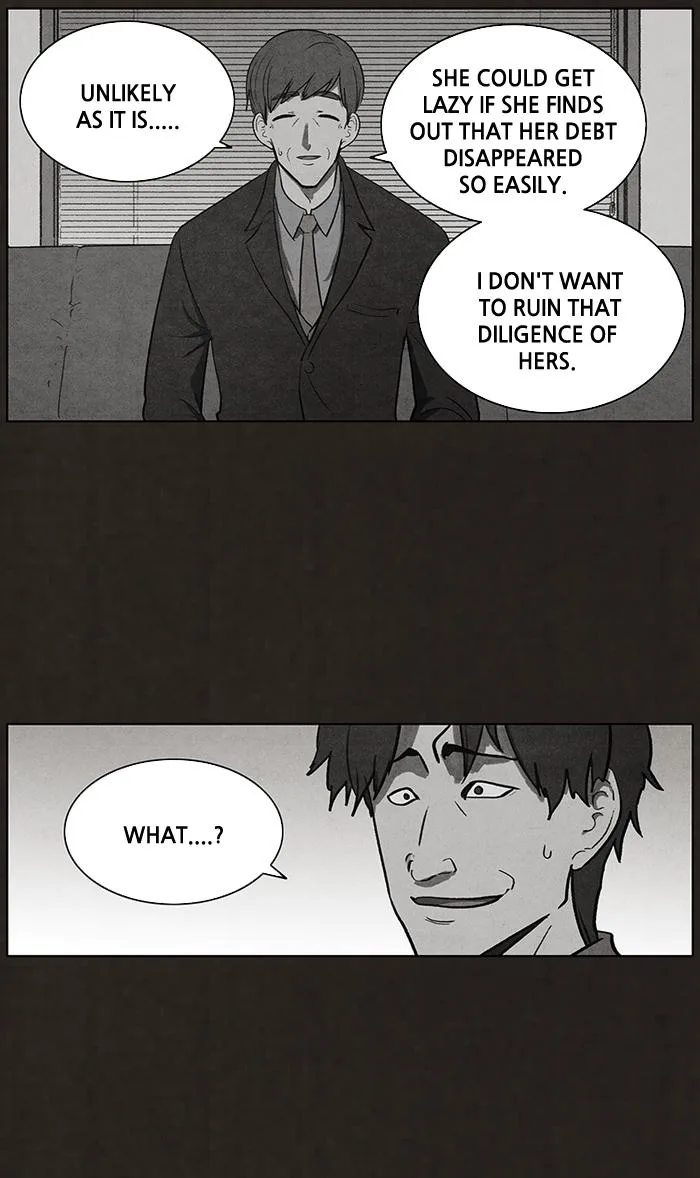 UNLIKELY
AS IT IS.....
SHE COULD GET
LAZY IF SHE FINDS
OUT THAT HER DEBT
DISAPPEARED
SO EASILY.
I DON'T WANT
TO RUIN THAT
DILIGENCE OF
HERS.
WHAT....?